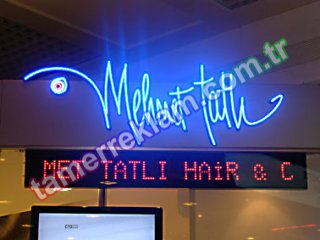 Mehmet Tatlı
MET TATLI HAiR & C
tamerreklam.com.tr